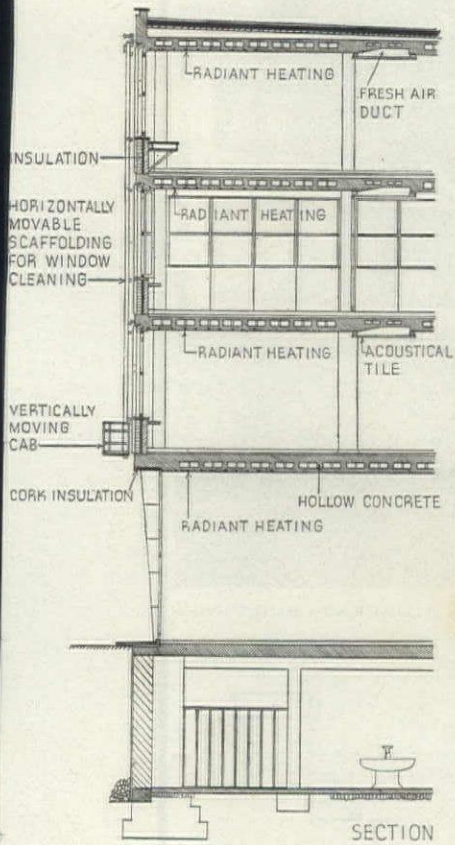 RADIANT HEATING
FRESH AIR
DUCT
INSULATION
HORIZONTALLY
MOVABLE
SCAFFOLDING
FOR WINDOW
CLEANING
RADIANT HEATING
RADIANT HEATING
ACOUSTICAL
TILE
VERTICALLY
MOVING
CAB
CORK INSULATION
HOLLOW CONCRETE
RADIANT HEATING
SECTION